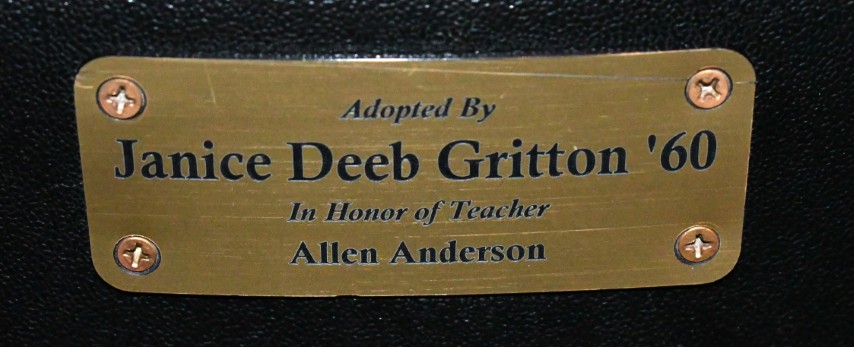 Adopted By
Janice Deeb Gritton '60
In Honor of Teacher
Allen Anderson